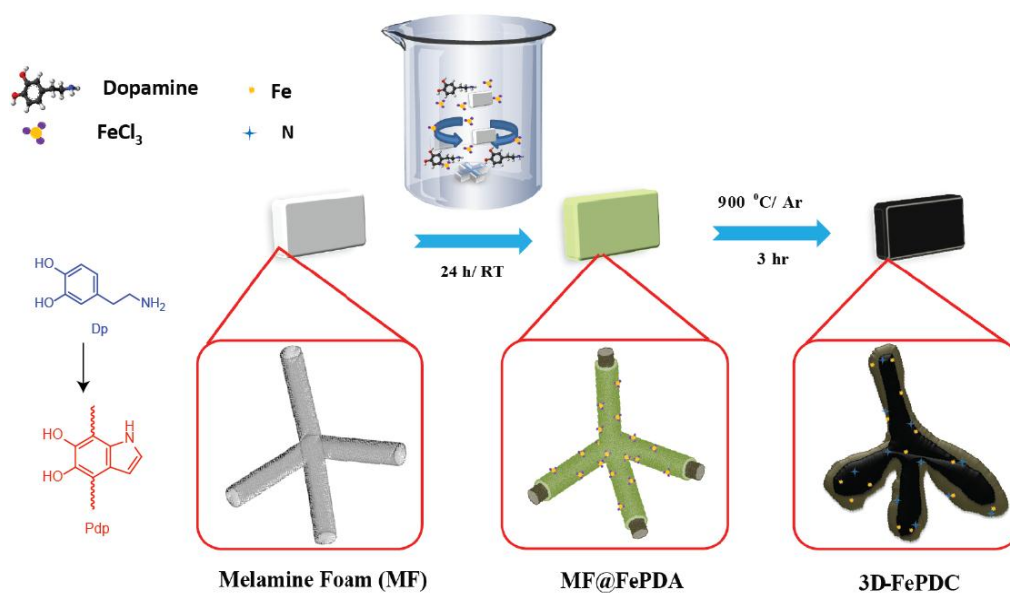 Dopamine
Fe
FeCl3
N
24 h/ RT
900 °C/ Ar
3 hr
HO
HO
NH2
Dp
HO
HO
H
N
Pdp
Melamine Foam (MF)
MF@FePDA
3D-FePDC